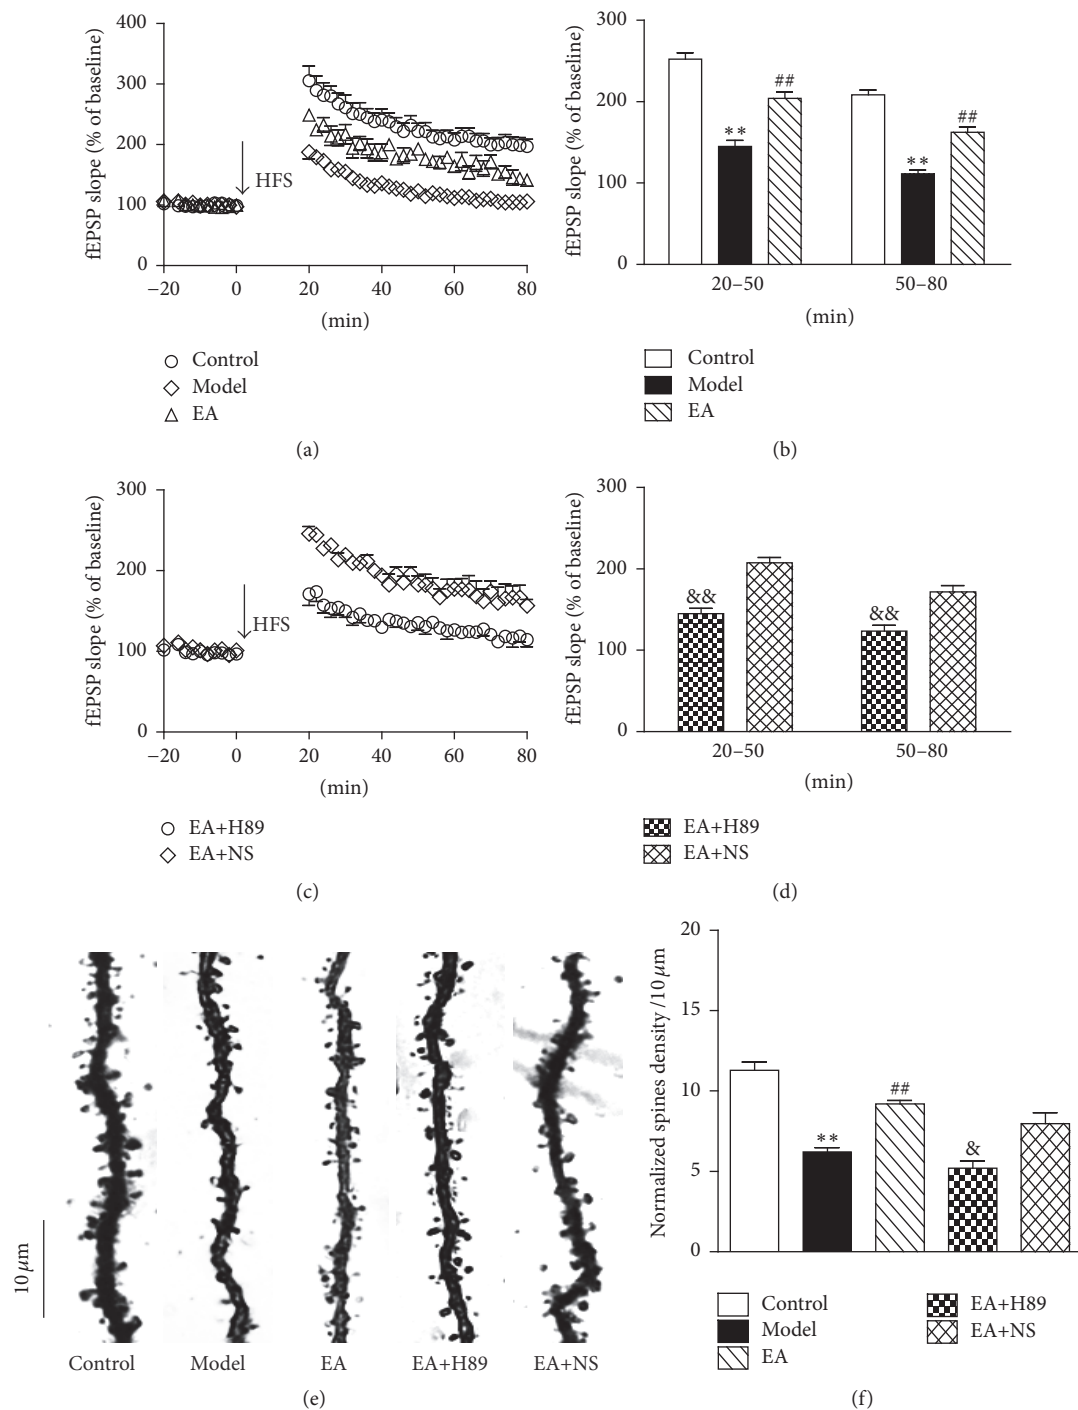 400
300
200
100
0
fEPSP slope (% of baseline)
HFS
−20 0 20 40 60 80
(min)
Control
Model
EA
(a)
300
200
100
0
fEPSP slope (% of baseline)
**
##
**
##
20–50 50–80
(min)
Control
Model
EA
(b)
300
200
100
0
fEPSP slope (% of baseline)
HFS
−20 0 20 40 60 80
(min)
EA+H89
EA+NS
(c)
300
200
100
0
fEPSP slope (% of baseline)
&&
&&
20–50 50–80
(min)
EA+H89
EA+NS
(d)
10 μm
Control Model EA EA+H89 EA+NS
(e)
20
15
10
5
0
Normalized spines density/10 μm
**
##
&
Control
Model
EA
EA+H89
EA+NS
(f)